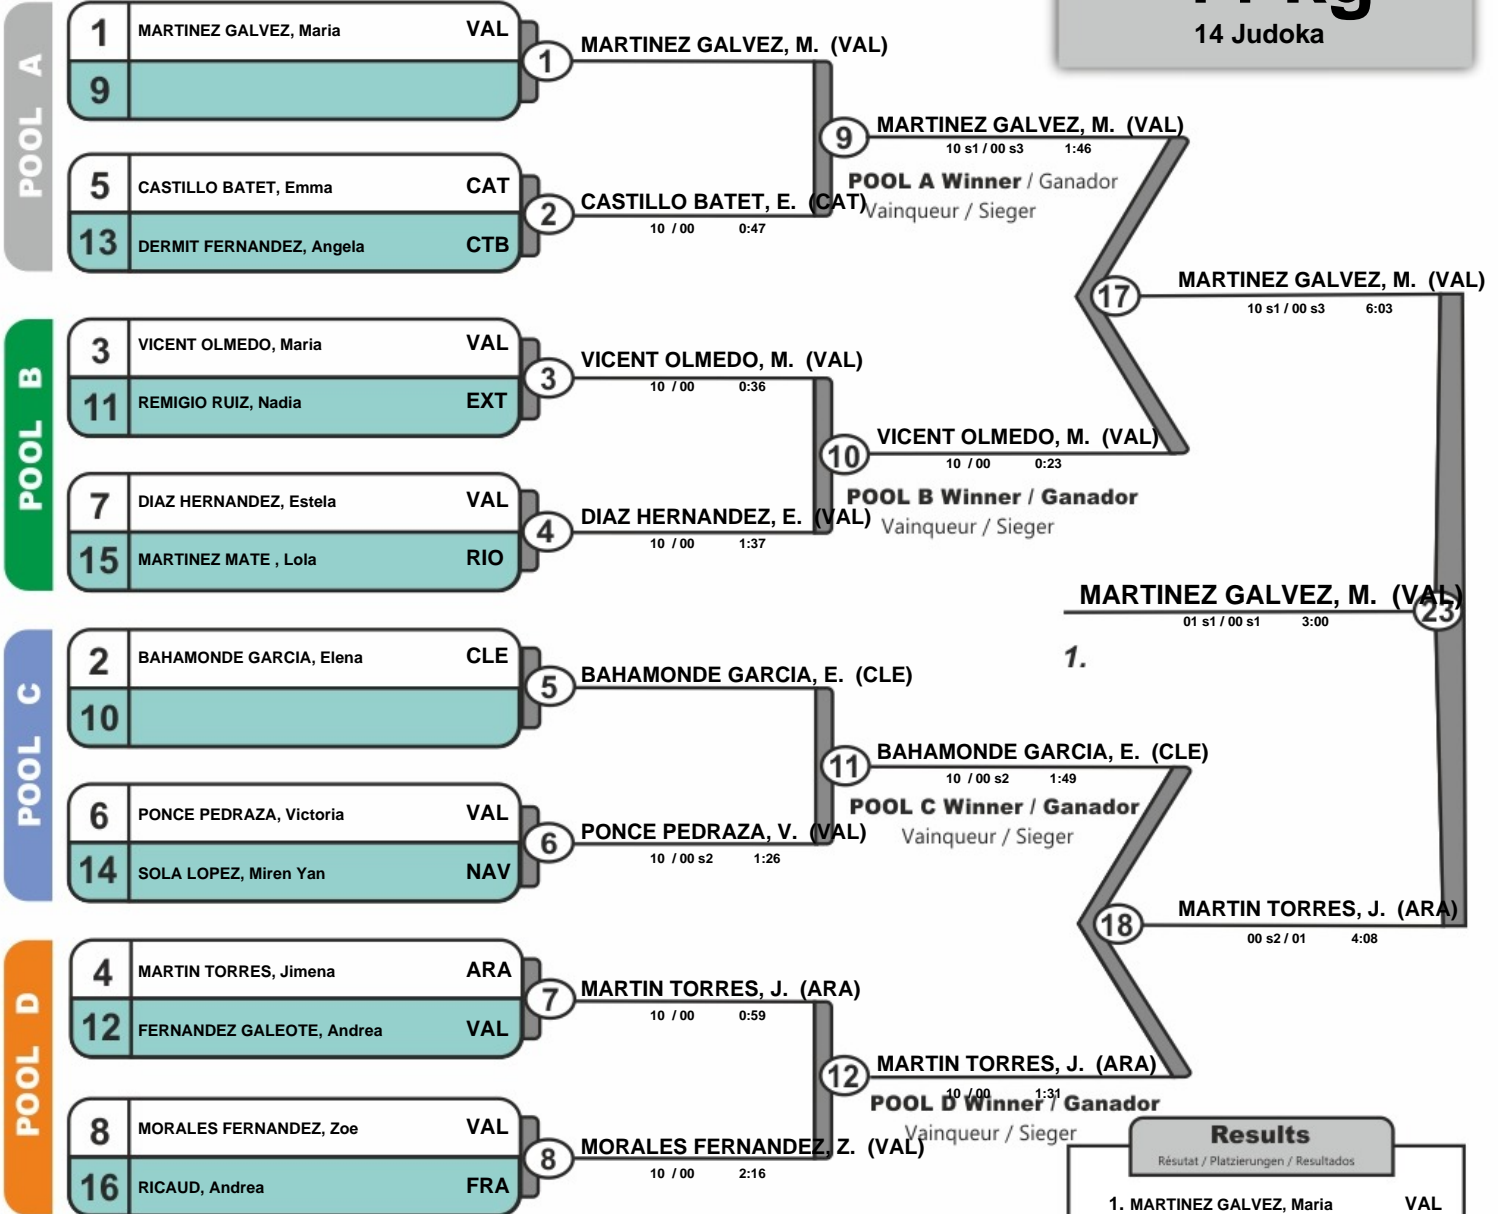 14 Judoka
POOL A
1 MARTINEZ GALVEZ, Maria VAL
9
1
MARTINEZ GALVEZ, M. (VAL)
5 CASTILLO BATET, Emma CAT
13 DERMIT FERNANDEZ, Angela CTB
2
CASTILLO BATET, E. (CAT)
10 / 00 0:47
9
MARTINEZ GALVEZ, M. (VAL)
10 s1 / 00 s3 1:46
POOL A Winner / Ganador
Vainqueur / Sieger
POOL B
3 VICENT OLMEDO, Maria VAL
11 REMIGIO RUIZ, Nadia EXT
3
VICENT OLMEDO, M. (VAL)
10 / 00 0:36
7 DIAZ HERNANDEZ, Estela VAL
15 MARTINEZ MATE , Lola RIO
4
DIAZ HERNANDEZ, E. (VAL)
10 / 00 1:37
10
VICENT OLMEDO, M. (VAL)
10 / 00 0:23
POOL B Winner / Ganador
Vainqueur / Sieger
17
MARTINEZ GALVEZ, M. (VAL)
10 s1 / 00 s3 6:03
MARTINEZ GALVEZ, M. (VAL)
23
01 s1 / 00 s1 3:00
1.
POOL C
2 BAHAMONDE GARCIA, Elena CLE
10
5
BAHAMONDE GARCIA, E. (CLE)
6 PONCE PEDRAZA, Victoria VAL
14 SOLA LOPEZ, Miren Yan NAV
6
PONCE PEDRAZA, V. (VAL)
10 / 00 s2 1:26
11
BAHAMONDE GARCIA, E. (CLE)
10 / 00 s2 1:49
POOL C Winner / Ganador
Vainqueur / Sieger
18
MARTIN TORRES, J. (ARA)
00 s2 / 01 4:08
POOL D
4 MARTIN TORRES, Jimena ARA
12 FERNANDEZ GALEOTE, Andrea VAL
7
MARTIN TORRES, J. (ARA)
10 / 00 0:59
8 MORALES FERNANDEZ, Zoe VAL
16 RICAUD, Andrea FRA
8
MORALES FERNANDEZ, Z. (VAL)
10 / 00 2:16
12
MARTIN TORRES, J. (ARA)
10 / 00 1:31
POOL D Winner / Ganador
Vainqueur / Sieger
Results
Résutat / Platzierungen / Resultados
1. MARTINEZ GALVEZ, Maria VAL